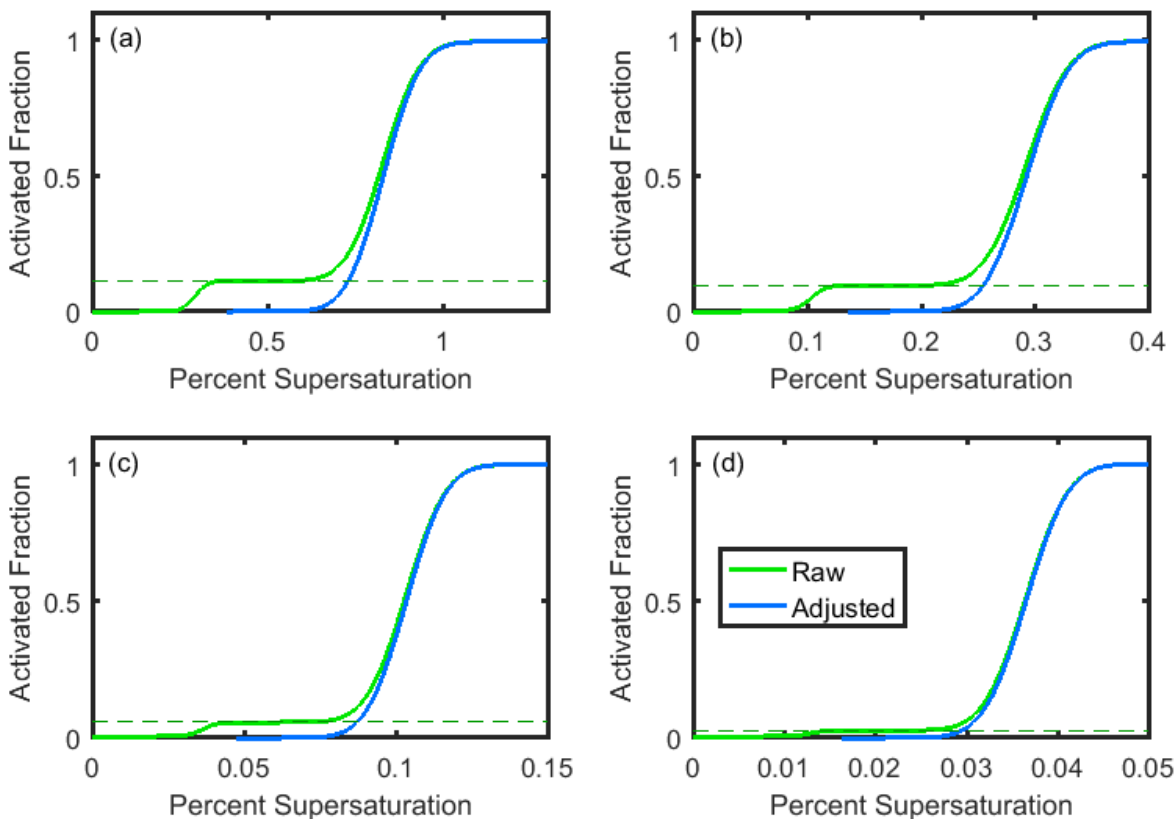 (a)
1
0.5
0
Activated Fraction
0
0.5
1
Percent Supersaturation
(b)
1
0.5
0
Activated Fraction
0
0.1
0.2
0.3
0.4
Percent Supersaturation
(c)
1
0.5
0
Activated Fraction
0
0.05
0.1
0.15
Percent Supersaturation
(d)
1
0.5
0
Activated Fraction
Raw
Adjusted
0
0.01
0.02
0.03
0.04
0.05
Percent Supersaturation